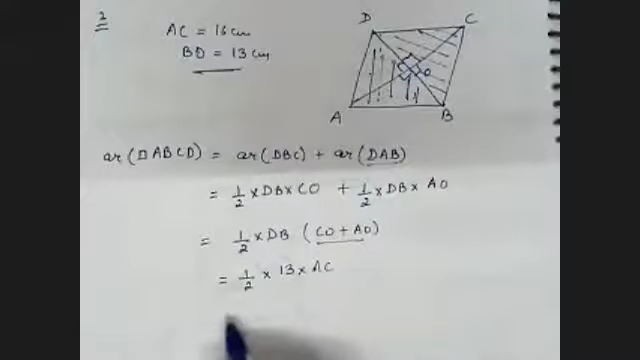 2
AC = 16 cm
BD = 13 cm
D C
O
A B
ar(□ABCD) = ar(DBC) + ar(DAB)
= 1/2 × DB × CO + 1/2 × DB × AO
= 1/2 × DB (CO + AO)
= 1/2 × 13 × AC